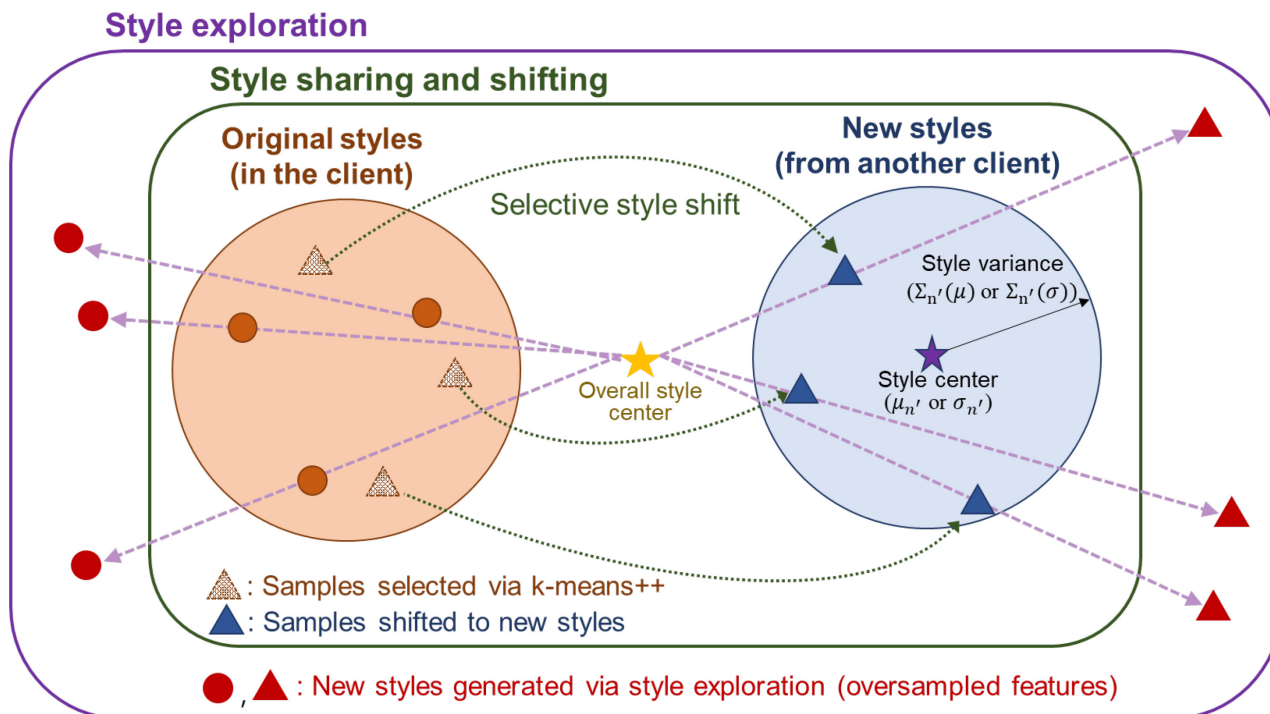 Style exploration
Style sharing and shifting
Original styles
(in the client)
New styles
(from another client)
Selective style shift
Style variance
(Σn′(μ) or Σn′(σ))
Overall style
center
Style center
(μn′ or σn′)
: Samples selected via k-means++
: Samples shifted to new styles
, : New styles generated via style exploration (oversampled features)